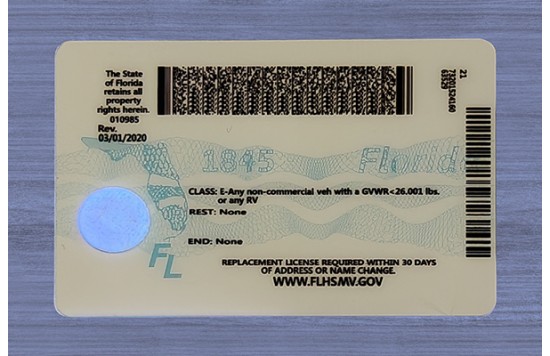 The State
of Florida
retains all
property
rights herein.
010985
Rev.
03/01/2020
1845 Florid
CLASS: E-Any non-commercial veh with a GVWR<26.001 lbs.
or any RV
REST: None
END: None
FL
REPLACEMENT LICENSE REQUIRED WITHIN 30 DAYS
OF ADDRESS OR NAME CHANGE.
WWW.FLHSMV.GOV
21